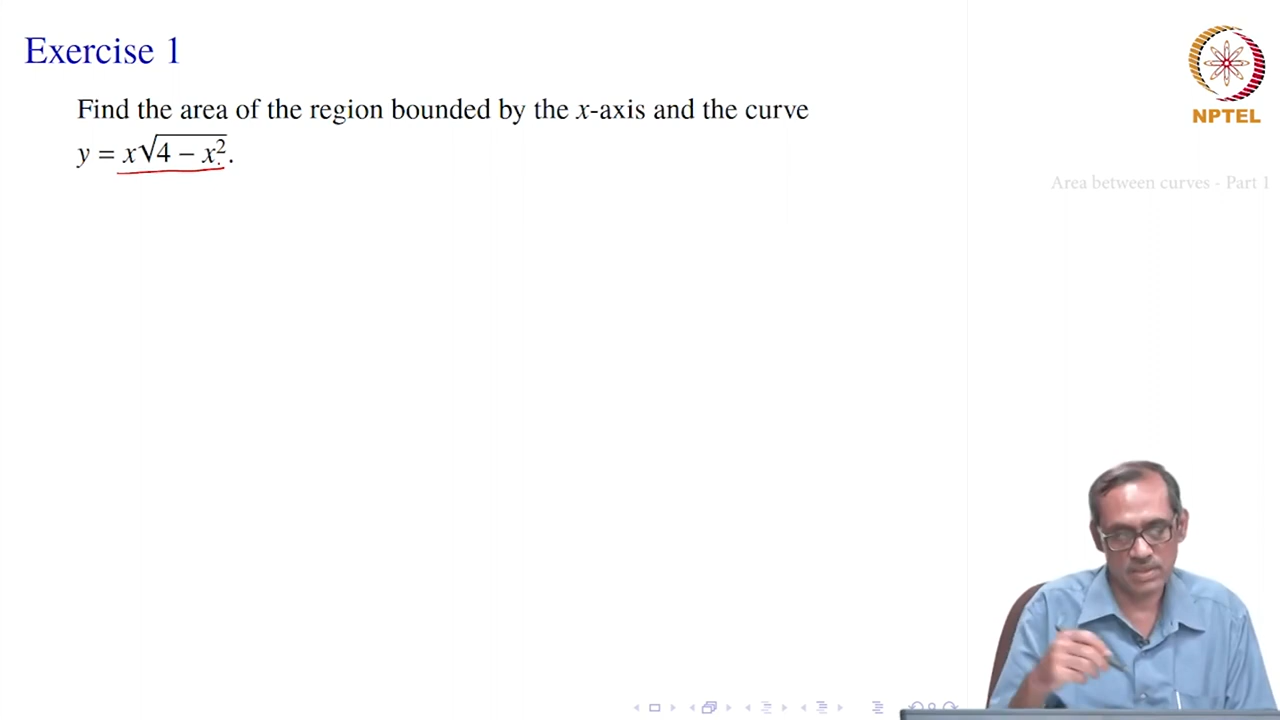 Exercise 1
NPTEL
Find the area of the region bounded by the x-axis and the curve
y = x√4 − x².
Area between curves - Part 1